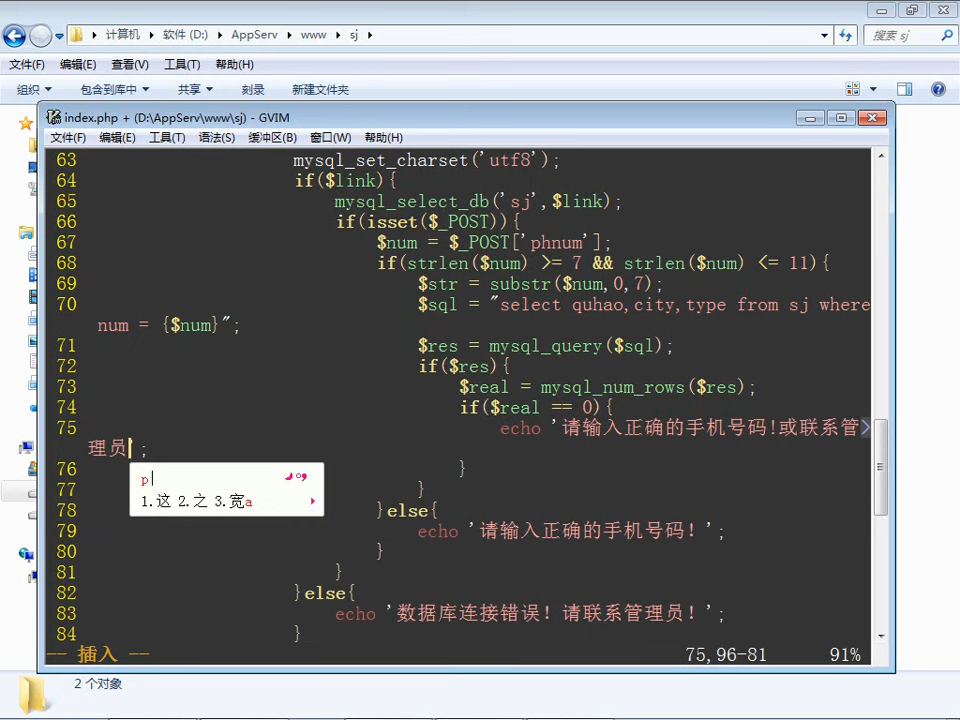 计算机 软件 (D:) AppServ www sj 搜索 sj
文件(F) 编辑(E) 查看(V) 工具(T) 帮助(H)
组织 包含到库中 共享 刻录 新建文件夹
index.php + (D:\AppServ\www\sj) - GVIM
文件(F) 编辑(E) 工具(T) 语法(S) 缓冲区(B) 窗口(W) 帮助(H)
63 mysql_set_charset('utf8');
64 if($link){
65 mysql_select_db('sj',$link);
66 if(isset($_POST)){
67 $num = $_POST['phnum'];
68 if(strlen($num) >= 7 && strlen($num) <= 11){
69 $str = substr($num,0,7);
70 $sql = "select quhao,city,type from sj where
num = {$num}";
71 $res = mysql_query($sql);
72 if($res){
73 $real = mysql_num_rows($res);
74 if($real == 0){
75 echo '请输入正确的手机号码!或联系管>
理员';
p
1.这 2.之 3.宽a
76 }
77 }
78 }else{
79 echo '请输入正确的手机号码！';
80 }
81 }
82 }else{
83 echo '数据库连接错误！请联系管理员！';
84 }
-- 插入 -- 75,96-81 91%
2 个对象